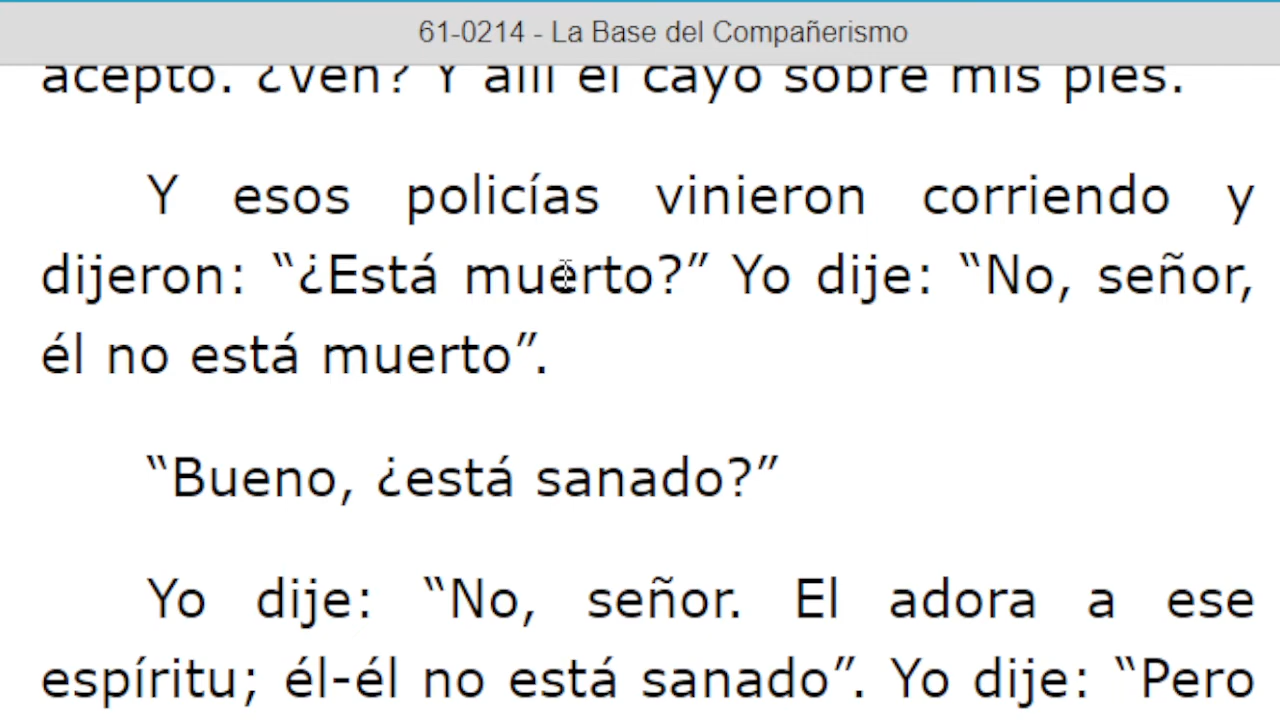 61-0214 - La Base del Compañerismo
acepto. ¿Ven? Y allí él cayó sobre mis pies.
Y esos policías vinieron corriendo y
dijeron: “¿Está muerto?” Yo dije: “No, señor,
él no está muerto”.
“Bueno, ¿está sanado?”
Yo dije: “No, señor. El adora a ese
espíritu; él-él no está sanado”. Yo dije: “Pero